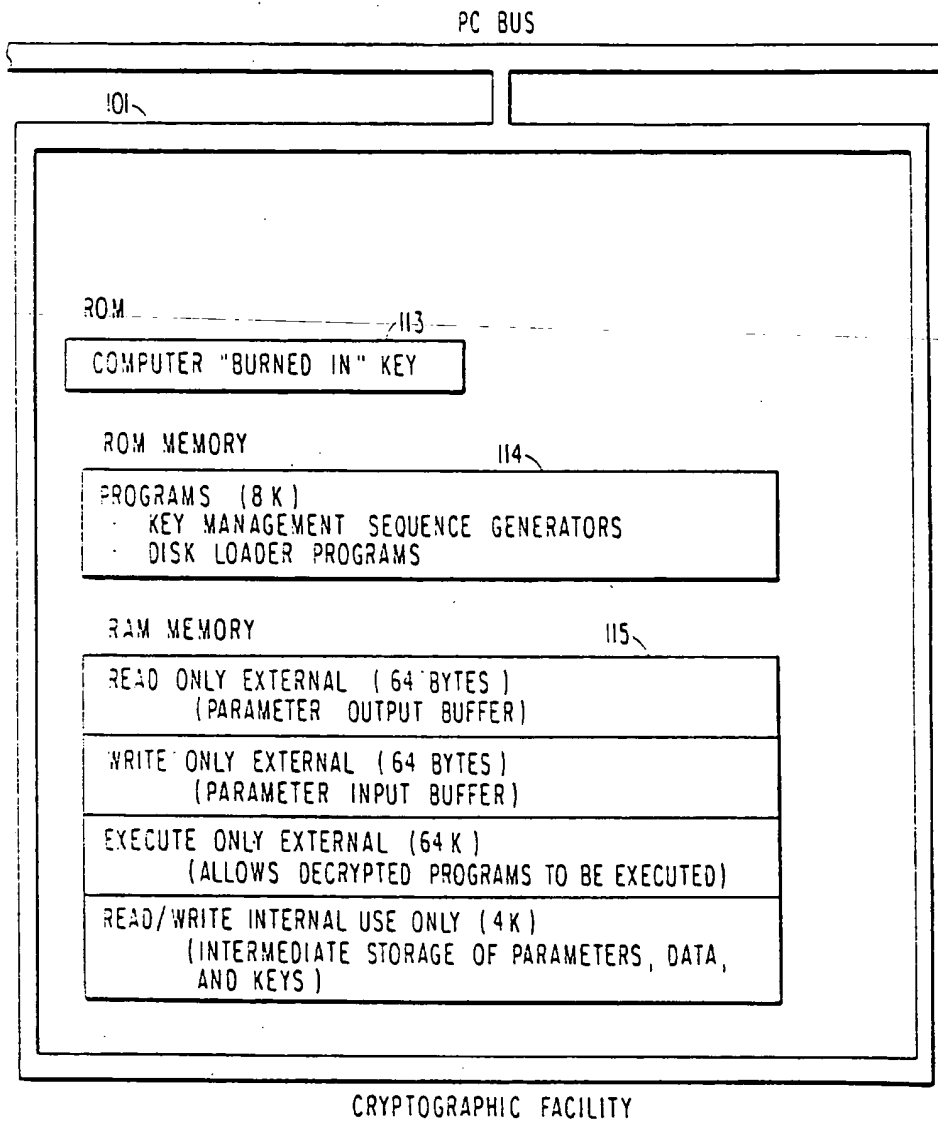 PC BUS
101
ROM
113
COMPUTER "BURNED IN" KEY
ROM MEMORY
114
PROGRAMS (8 K)
· KEY MANAGEMENT SEQUENCE GENERATORS
· DISK LOADER PROGRAMS
RAM MEMORY
115
READ ONLY EXTERNAL (64 BYTES)
(PARAMETER OUTPUT BUFFER)
WRITE ONLY EXTERNAL (64 BYTES)
(PARAMETER INPUT BUFFER)
EXECUTE ONLY EXTERNAL (64 K)
(ALLOWS DECRYPTED PROGRAMS TO BE EXECUTED)
READ/WRITE INTERNAL USE ONLY (4 K)
(INTERMEDIATE STORAGE OF PARAMETERS, DATA,
AND KEYS)
CRYPTOGRAPHIC FACILITY